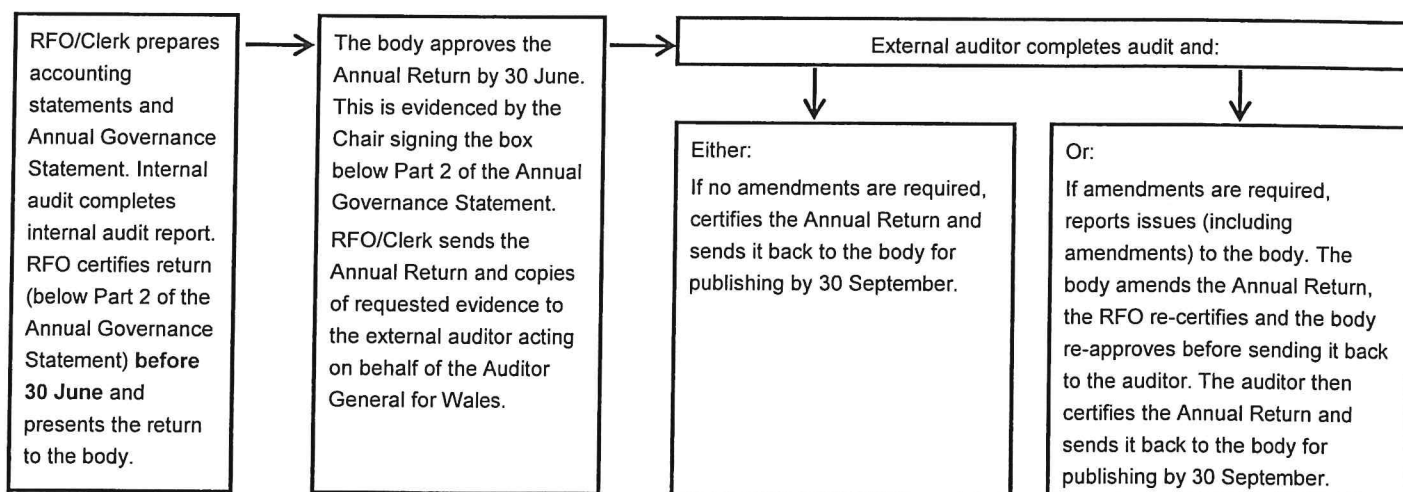 RFO/Clerk prepares
accounting
statements and
Annual Governance
Statement. Internal
audit completes
internal audit report.
RFO certifies return
(below Part 2 of the
Annual Governance
Statement) before
30 June and
presents the return
to the body.
The body approves the
Annual Return by 30 June.
This is evidenced by the
Chair signing the box
below Part 2 of the Annual
Governance Statement.
RFO/Clerk sends the
Annual Return and copies
of requested evidence to
the external auditor acting
on behalf of the Auditor
General for Wales.
External auditor completes audit and:
Either:
If no amendments are required,
certifies the Annual Return and
sends it back to the body for
publishing by 30 September.
Or:
If amendments are required,
reports issues (including
amendments) to the body. The
body amends the Annual Return,
the RFO re-certifies and the body
re-approves before sending it back
to the auditor. The auditor then
certifies the Annual Return and
sends it back to the body for
publishing by 30 September.